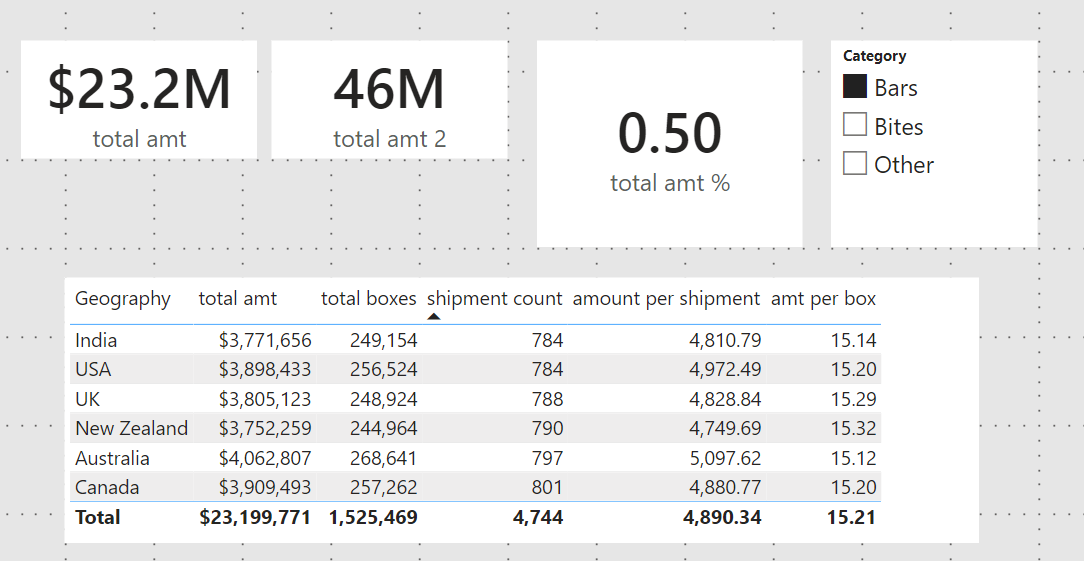 $23.2M
total amt
46M
total amt 2
0.50
total amt %
Category
Bars
Bites
Other
Geography total amt total boxes shipment count amount per shipment amt per box
India $3,771,656 249,154 784 4,810.79 15.14
USA $3,898,433 256,524 784 4,972.49 15.20
UK $3,805,123 248,924 788 4,828.84 15.29
New Zealand $3,752,259 244,964 790 4,749.69 15.32
Australia $4,062,807 268,641 797 5,097.62 15.12
Canada $3,909,493 257,262 801 4,880.77 15.20
Total $23,199,771 1,525,469 4,744 4,890.34 15.21